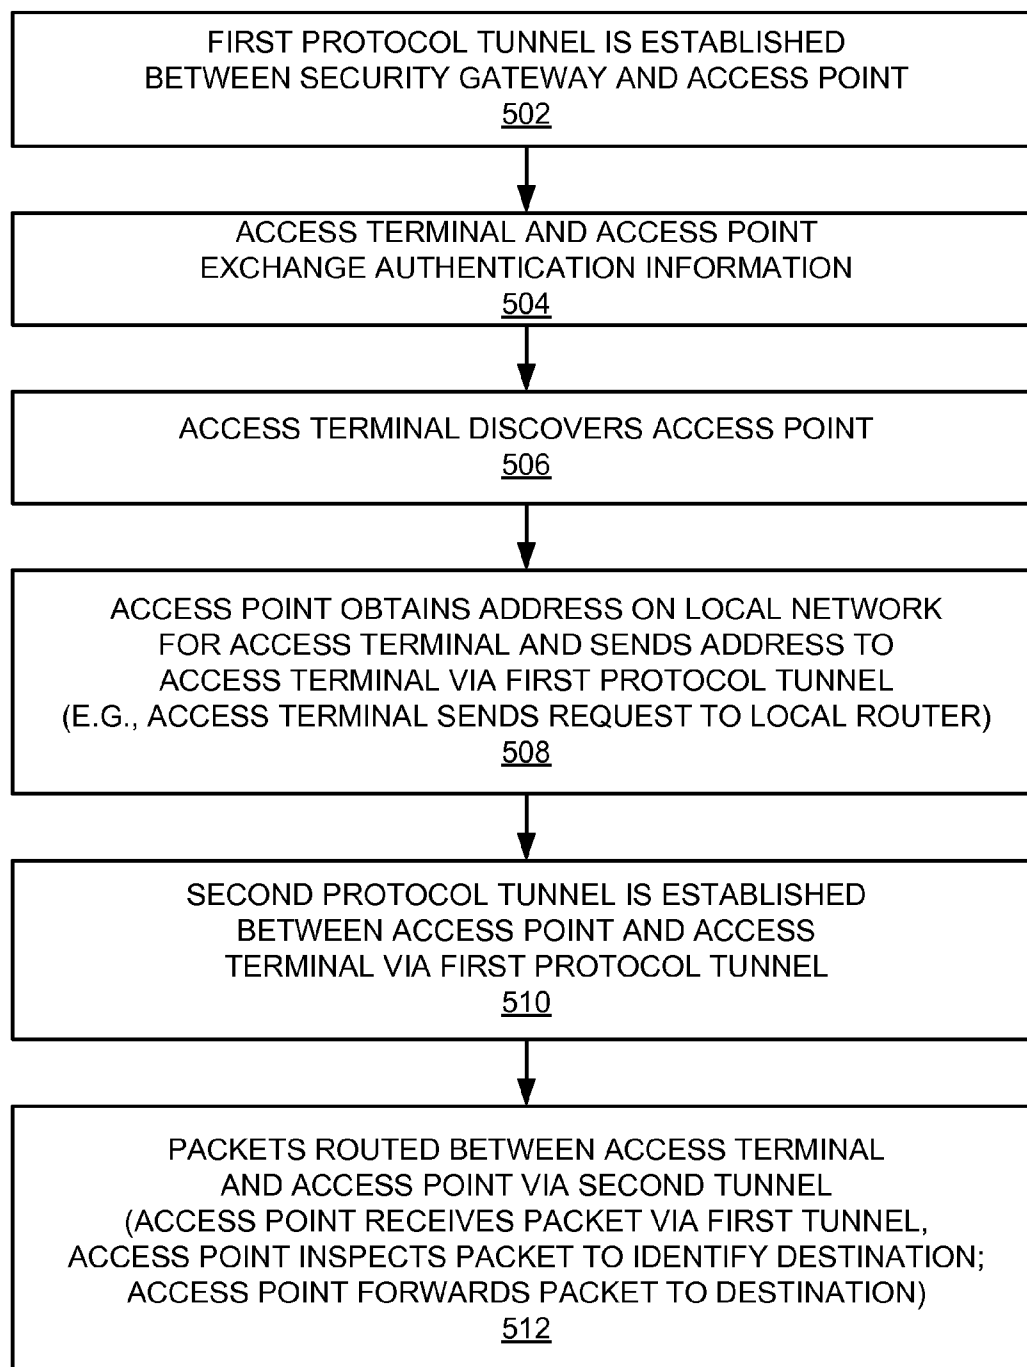 FIRST PROTOCOL TUNNEL IS ESTABLISHED
BETWEEN SECURITY GATEWAY AND ACCESS POINT
502
ACCESS TERMINAL AND ACCESS POINT
EXCHANGE AUTHENTICATION INFORMATION
504
ACCESS TERMINAL DISCOVERS ACCESS POINT
506
ACCESS POINT OBTAINS ADDRESS ON LOCAL NETWORK
FOR ACCESS TERMINAL AND SENDS ADDRESS TO
ACCESS TERMINAL VIA FIRST PROTOCOL TUNNEL
(E.G., ACCESS TERMINAL SENDS REQUEST TO LOCAL ROUTER)
508
SECOND PROTOCOL TUNNEL IS ESTABLISHED
BETWEEN ACCESS POINT AND ACCESS
TERMINAL VIA FIRST PROTOCOL TUNNEL
510
PACKETS ROUTED BETWEEN ACCESS TERMINAL
AND ACCESS POINT VIA SECOND TUNNEL
(ACCESS POINT RECEIVES PACKET VIA FIRST TUNNEL,
ACCESS POINT INSPECTS PACKET TO IDENTIFY DESTINATION;
ACCESS POINT FORWARDS PACKET TO DESTINATION)
512